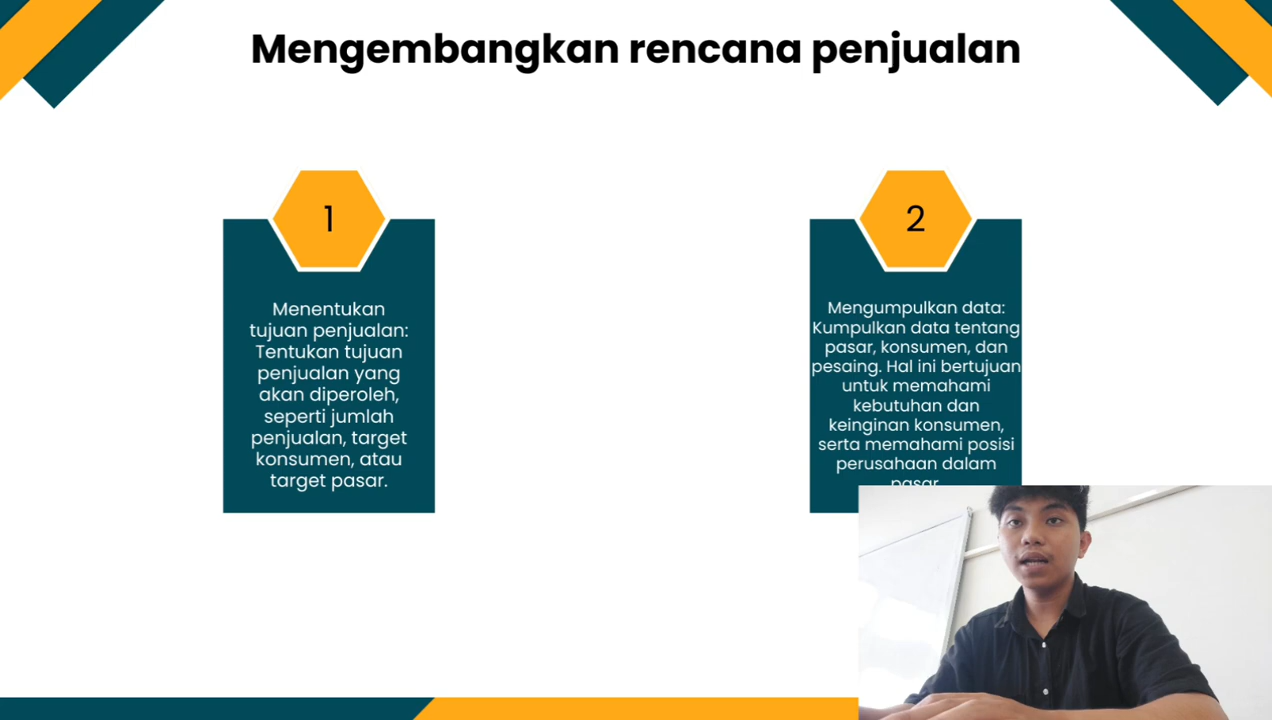 Mengembangkan rencana penjualan
1
Menentukan
tujuan penjualan:
Tentukan tujuan
penjualan yang
akan diperoleh,
seperti jumlah
penjualan, target
konsumen, atau
target pasar.
2
Mengumpulkan data:
Kumpulkan data tentang
pasar, konsumen, dan
pesaing. Hal ini bertujuan
untuk memahami
kebutuhan dan
keinginan konsumen,
serta memahami posisi
perusahaan dalam
pasar